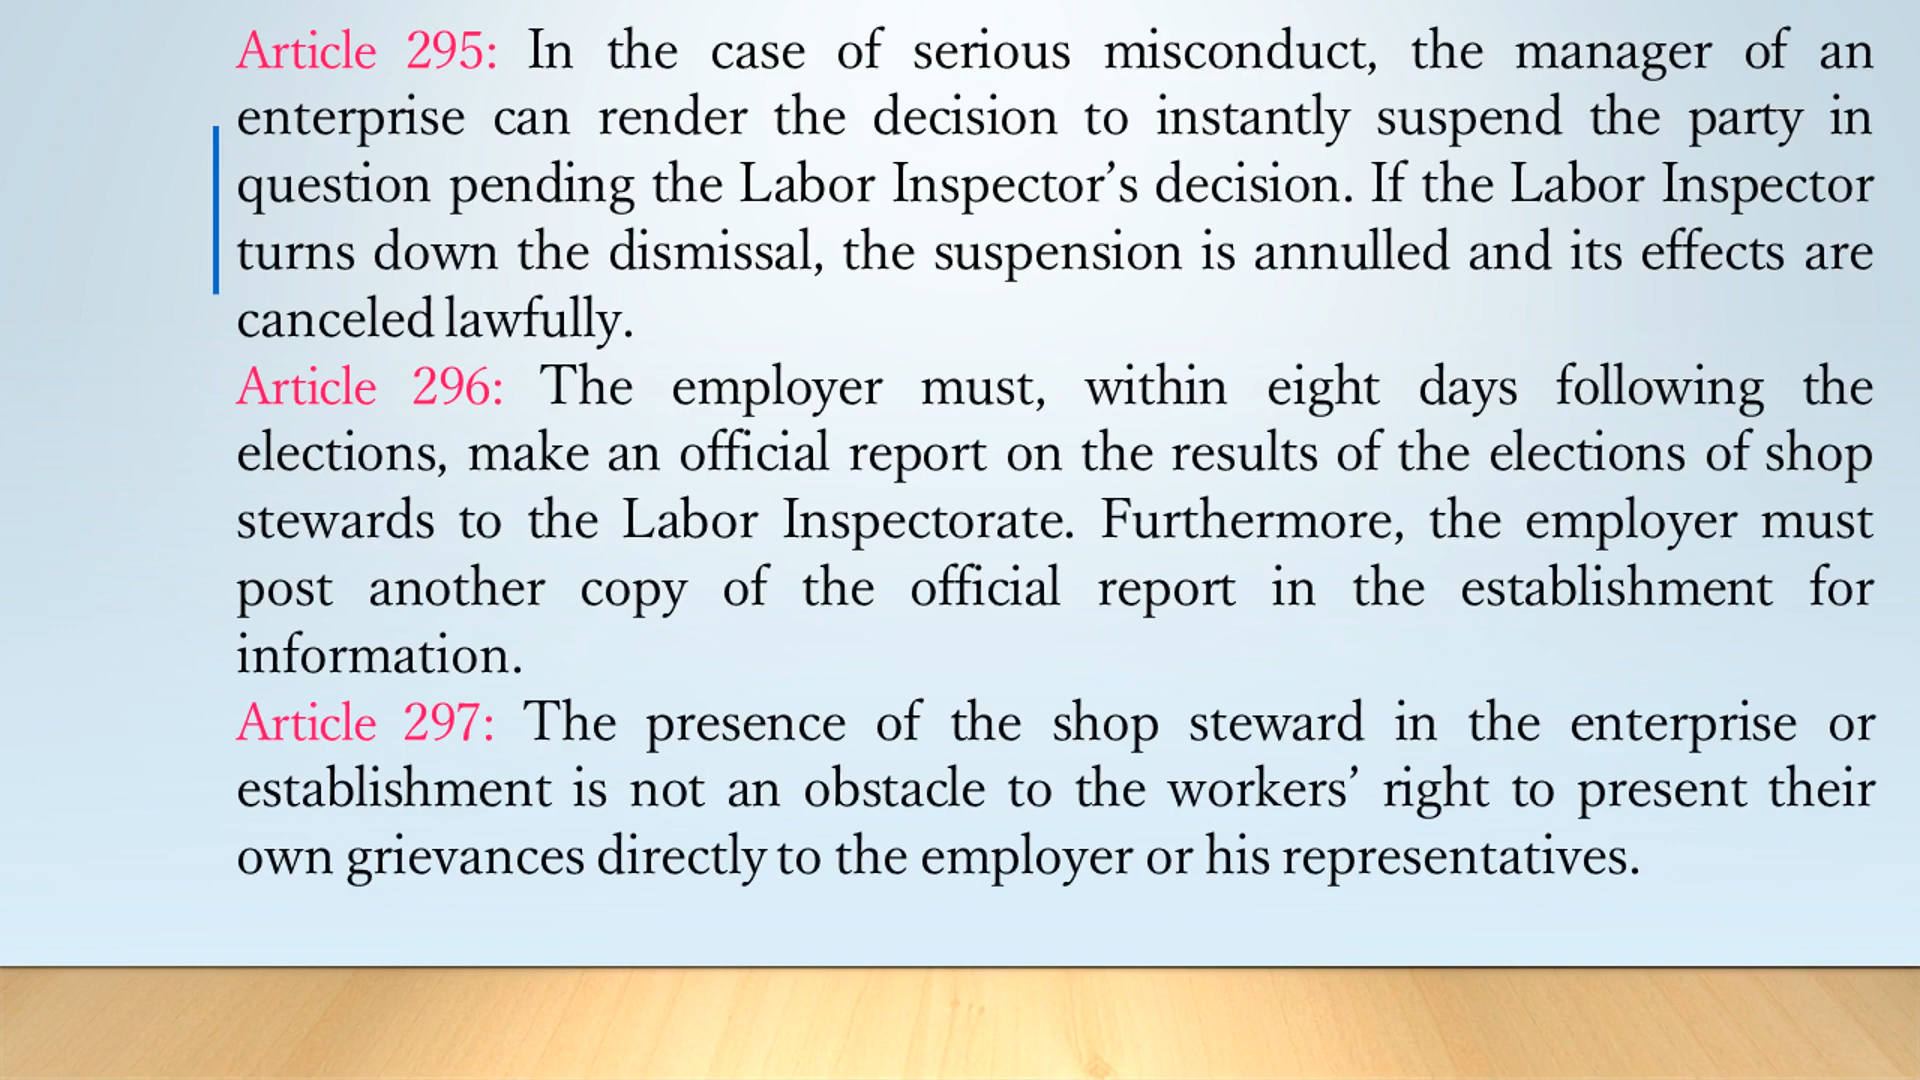 Article 295: In the case of serious misconduct, the manager of an
enterprise can render the decision to instantly suspend the party in
question pending the Labor Inspector’s decision. If the Labor Inspector
turns down the dismissal, the suspension is annulled and its effects are
canceled lawfully.
Article 296: The employer must, within eight days following the
elections, make an official report on the results of the elections of shop
stewards to the Labor Inspectorate. Furthermore, the employer must
post another copy of the official report in the establishment for
information.
Article 297: The presence of the shop steward in the enterprise or
establishment is not an obstacle to the workers’ right to present their
own grievances directly to the employer or his representatives.